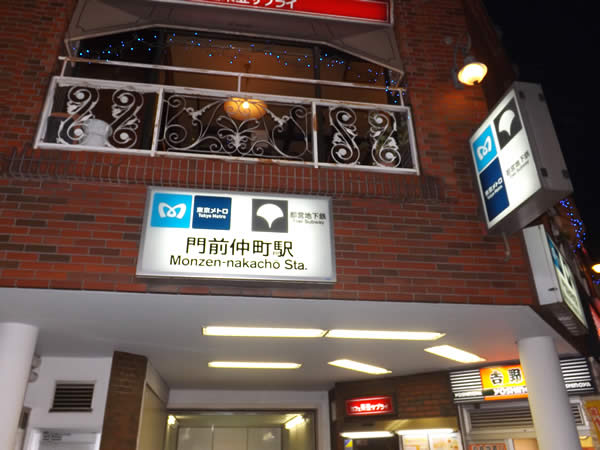 東京メトロ
Tokyo Metro
都営地下鉄
Toei Subway
門前仲町駅
Monzen-nakacho Sta.
吉野
YOSHINOYA